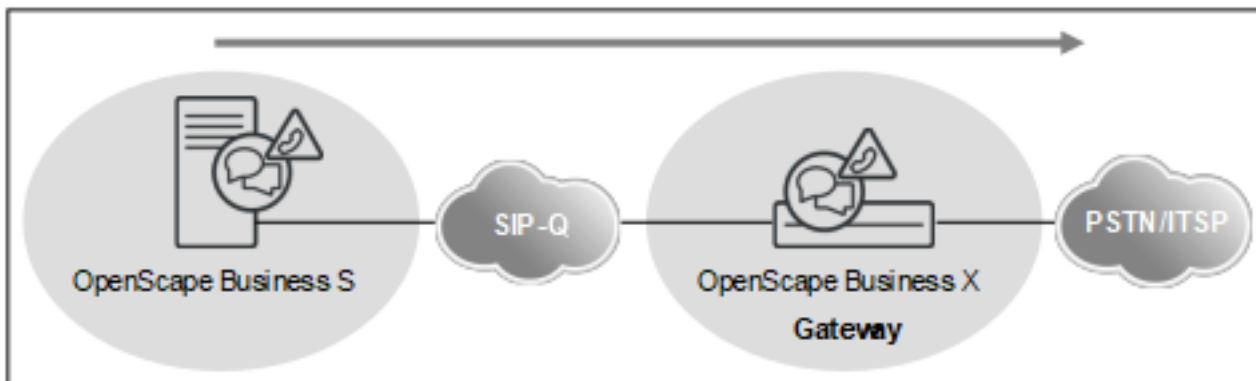 SIP-Q
PSTN/ITSP
OpenScape Business S
OpenScape Business X
Gateway